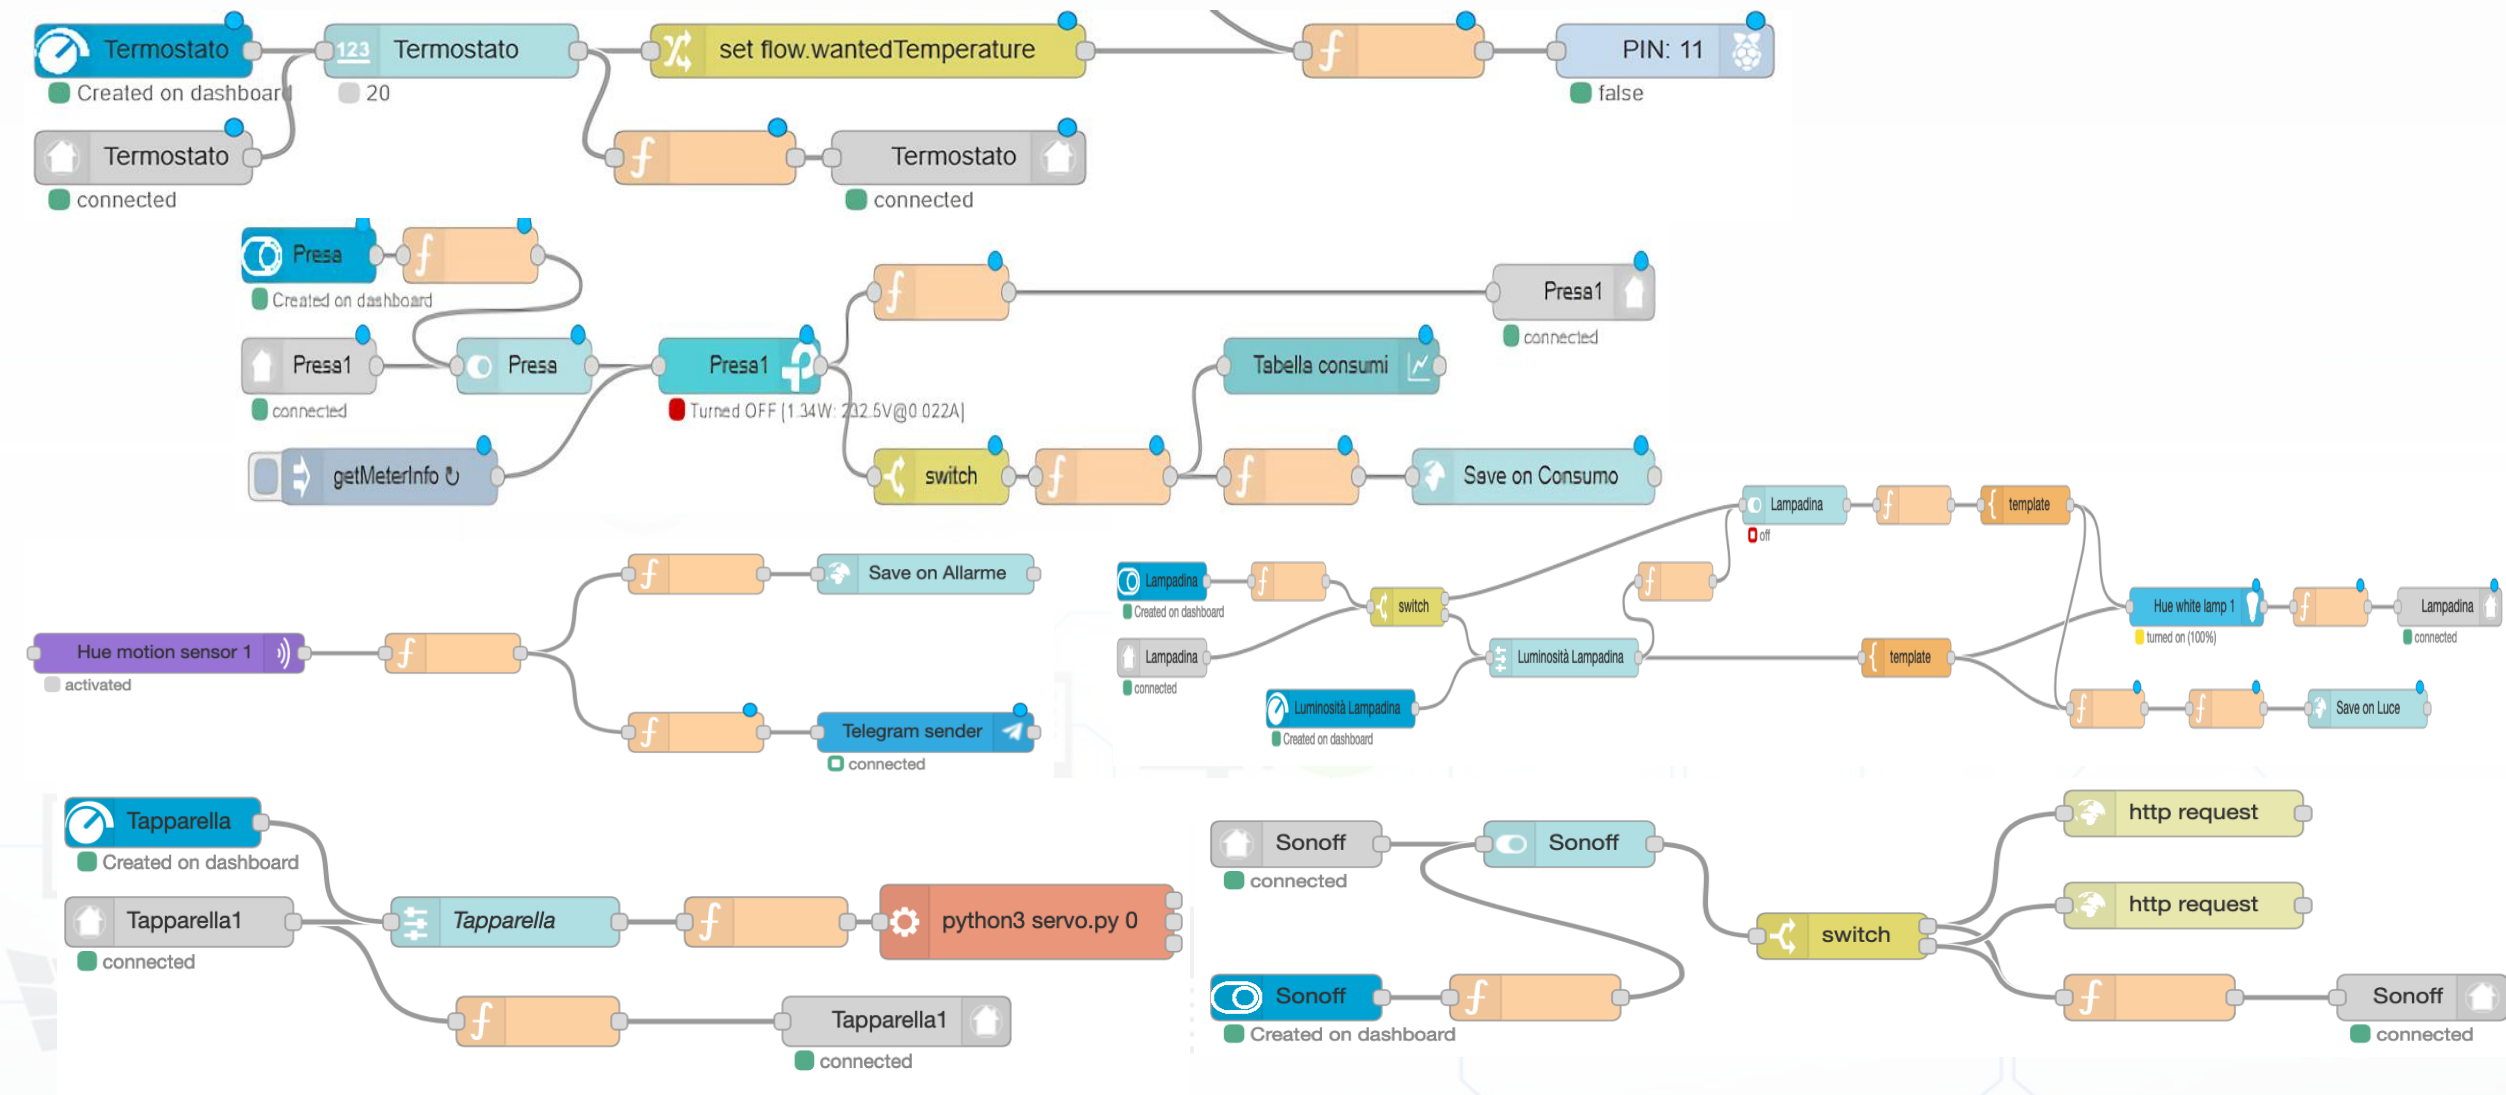 Termostato
123 Termostato
set flow.wantedTemperature
PIN: 11
Created on dashboard
20
false
Termostato
Termostato
connected
connected
Presa
Created on dashboard
Presa1
connected
Presa1
Presa
Presa1
Tabella consumi
connected
Turned OFF (1.34W: 232.5V@0.022A)
getMeterInfo ↻
switch
Save on Consumo
Hue motion sensor 1
activated
Save on Allarme
Telegram sender
connected
Lampadina
template
off
Lampadina
Created on dashboard
switch
Hue white lamp 1
turned on (100%)
Lampadina
connected
Lampadina
connected
Luminosità Lampadina
template
Luminosità Lampadina
Created on dashboard
Save on Luce
Tapparella
Created on dashboard
Tapparella1
connected
Tapparella
python3 servo.py 0
Tapparella1
connected
Sonoff
connected
Sonoff
http request
http request
switch
Sonoff
Created on dashboard
Sonoff
connected